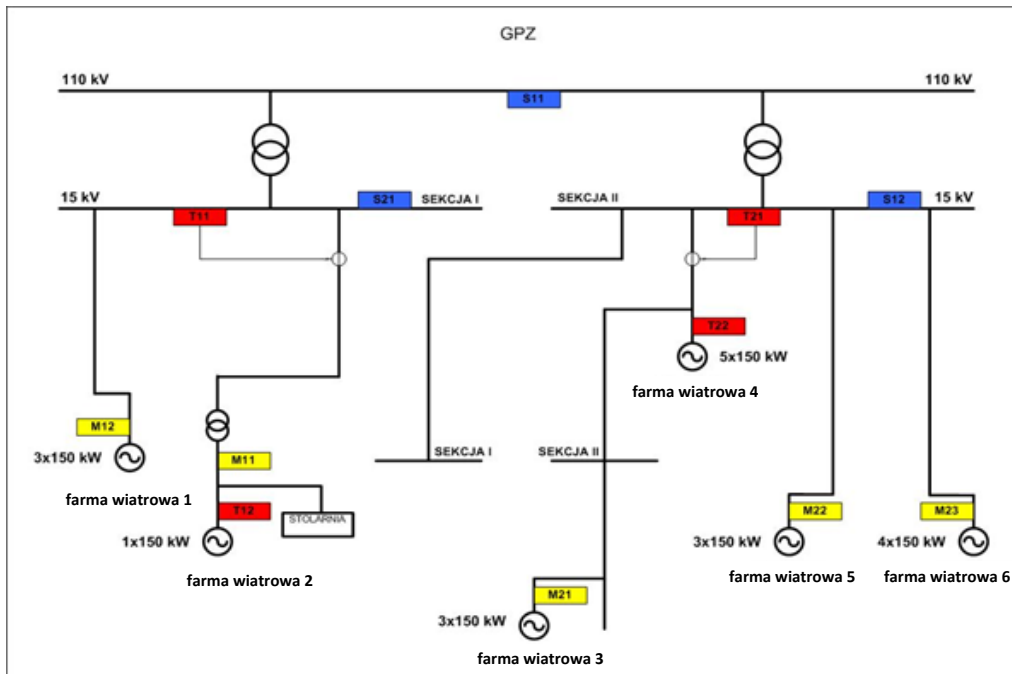 GPZ
110 kV
110 kV
S11
15 kV
S21
SEKCJA I
SEKCJA II
S12
15 kV
T11
T21
T22
5x150 kW
farma wiatrowa 4
M12
3x150 kW
farma wiatrowa 1
M11
SEKCJA I
SEKCJA II
T12
STOLARNIA
1x150 kW
farma wiatrowa 2
M22
M23
3x150 kW
4x150 kW
farma wiatrowa 5
farma wiatrowa 6
M21
3x150 kW
farma wiatrowa 3